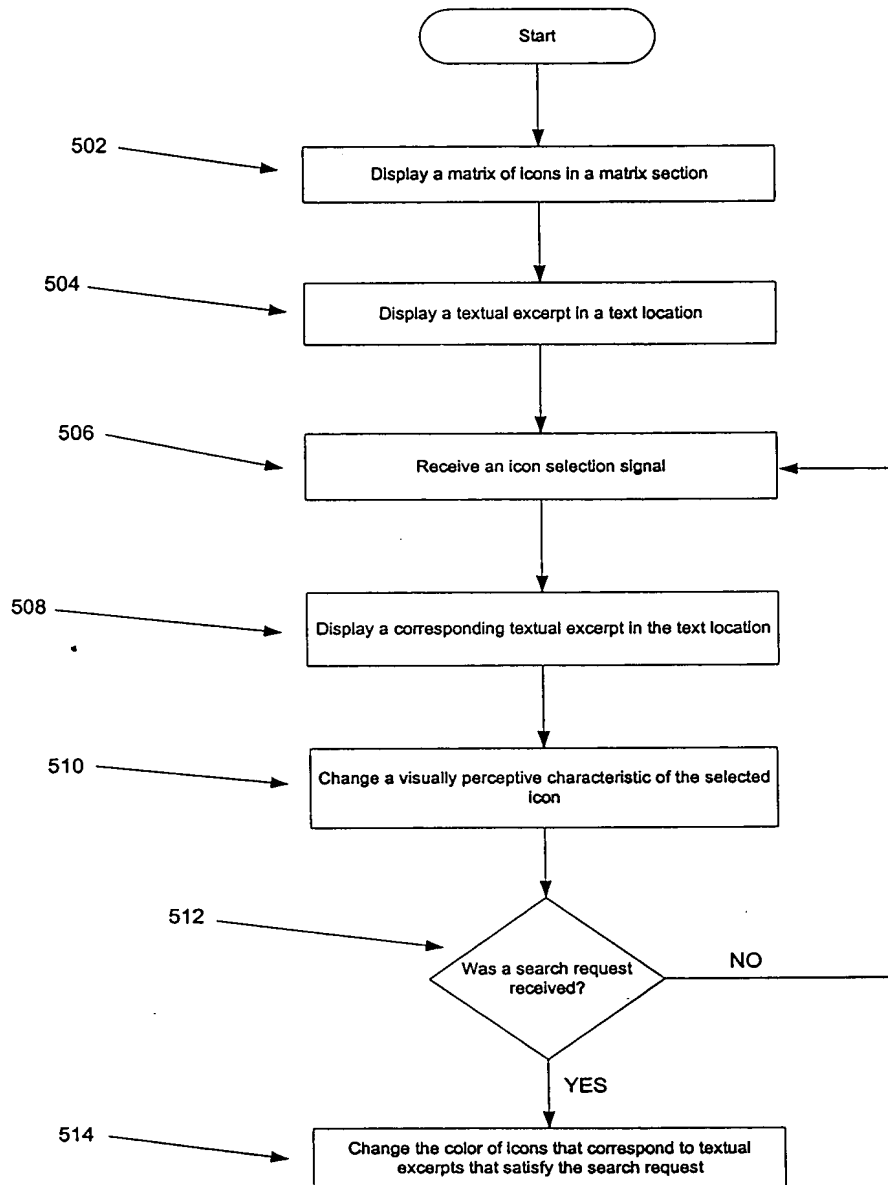 Start
502
Display a matrix of icons in a matrix section
504
Display a textual excerpt in a text location
506
Receive an icon selection signal
508
Display a corresponding textual excerpt in the text location
510
Change a visually perceptive characteristic of the selected
icon
512
Was a search request
received?
NO
YES
514
Change the color of icons that correspond to textual
excerpts that satisfy the search request